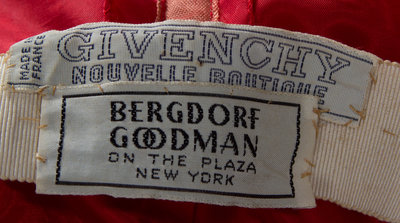 MADE IN
FRANCE
GIVENCHY
NOUVELLE BOUTIQUE
BERGDORF
GOODMAN
ON THE PLAZA
NEW YORK